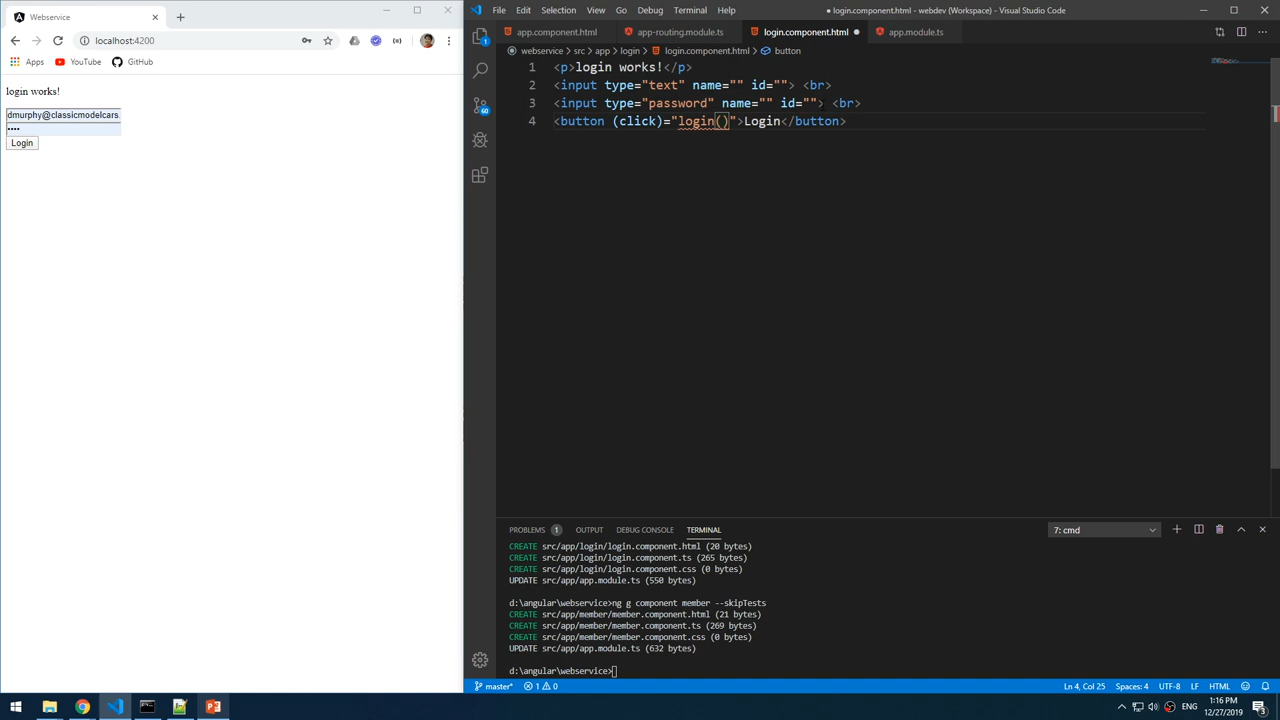 Webservice
localhost:4200
Apps
YouTube
GitHub
login works!
dmurphy@classicmodelcars.
••••
Login
File Edit Selection View Go Debug Terminal Help
● login.component.html - webdev (Workspace) - Visual Studio Code
app.component.html
app-routing.module.ts
login.component.html ●
app.module.ts
webservice > src > app > login > login.component.html > button
1 <p>login works!</p>
2 <input type="text" name="" id=""> <br>
3 <input type="password" name="" id=""> <br>
4 <button (click)="login()">Login</button>
1
60
PROBLEMS 1 OUTPUT DEBUG CONSOLE TERMINAL
7: cmd
CREATE src/app/login/login.component.html (20 bytes)
CREATE src/app/login/login.component.ts (265 bytes)
CREATE src/app/login/login.component.css (0 bytes)
UPDATE src/app/app.module.ts (550 bytes)
d:\angular\webservice>ng g component member --skipTests
CREATE src/app/member/member.component.html (21 bytes)
CREATE src/app/member/member.component.ts (269 bytes)
CREATE src/app/member/member.component.css (0 bytes)
UPDATE src/app/app.module.ts (632 bytes)
d:\angular\webservice>
master* 1 0
Ln 4, Col 25 Spaces: 4 UTF-8 LF HTML
ENG
1:16 PM
12/27/2019
3